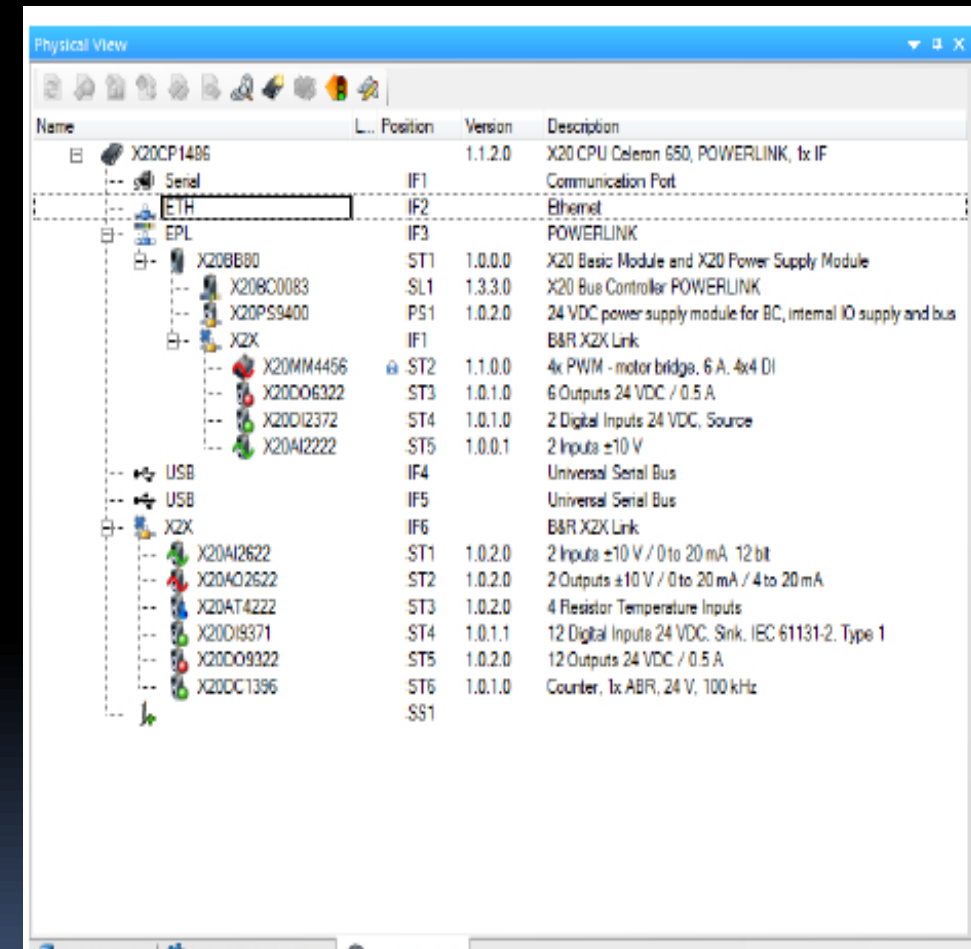 Physical View
Name L... Position Version Description
X20CP1486 1.1.2.0 X20 CPU Celeron 650, POWERLINK, 1x IF
Serial IF1 Communication Port
ETH IF2 Ethernet
EPL IF3 POWERLINK
X20BB80 ST1 1.0.0.0 X20 Basic Module and X20 Power Supply Module
X20BC0083 SL1 1.3.3.0 X20 Bus Controller POWERLINK
X20PS9400 PS1 1.0.2.0 24 VDC power supply module for BC, internal IO supply and bus
X2X IF1 B&R X2X Link
X20MM4456 ST2 1.1.0.0 4x PWM - motor bridge, 6 A, 4x4 DI
X20DO6322 ST3 1.0.1.0 6 Outputs 24 VDC / 0.5 A
X20DI2372 ST4 1.0.1.0 2 Digital Inputs 24 VDC, Source
X20AI2222 ST5 1.0.0.1 2 Inputs ±10 V
USB IF4 Universal Serial Bus
USB IF5 Universal Serial Bus
X2X IF6 B&R X2X Link
X20AI2622 ST1 1.0.2.0 2 Inputs ±10 V / 0 to 20 mA, 12 bit
X20AO2622 ST2 1.0.2.0 2 Outputs ±10 V / 0 to 20 mA / 4 to 20 mA
X20AT4222 ST3 1.0.2.0 4 Resistor Temperature Inputs
X20DI9371 ST4 1.0.1.1 12 Digital Inputs 24 VDC, Sink, IEC 61131-2, Type 1
X20DO9322 ST5 1.0.2.0 12 Outputs 24 VDC / 0.5 A
X20DC1396 ST6 1.0.1.0 Counter, 1x ABR, 24 V, 100 kHz
SS1